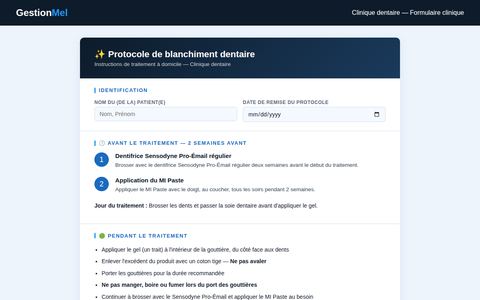 GestionMel
Clinique dentaire — Formulaire clinique
✨ Protocole de blanchiment dentaire
Instructions de traitement à domicile — Clinique dentaire
IDENTIFICATION
NOM DU (DE LA) PATIENT(E)
DATE DE REMISE DU PROTOCOLE
Nom, Prénom
mm/dd/yyyy
AVANT LE TRAITEMENT — 2 SEMAINES AVANT
1
Dentifrice Sensodyne Pro-Émail régulier
Brosser avec le dentifrice Sensodyne Pro-Émail régulier deux semaines avant le debut du traitement.
2
Application du MI Paste
Appliquer le MI Paste avec le doigt, au coucher, tous les soirs pendant 2 semaines.
Jour du traitement : Brosser les dents et passer la soie dentaire avant d'appliquer le gel.
PENDANT LE TRAITEMENT
• Appliquer le gel (un trait) à l'intérieur de la gouttière, du côté face aux dents
• Enlever l'excédent du produit avec un coton tige — Ne pas avaler
• Porter les gouttières pour la durée recommandée
• Ne pas manger, boire ou fumer lors du port des gouttières
• Continuer à brosser avec le Sensodyne Pro-Émail et appliquer le MI Paste au besoin